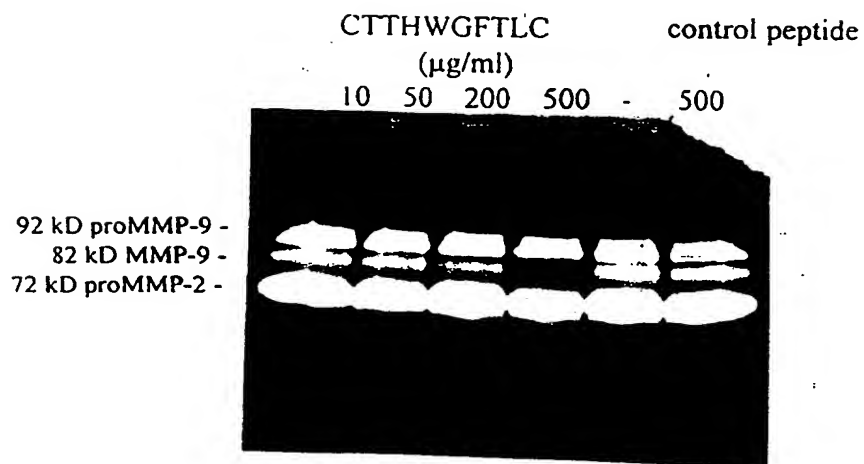 CTTHWGFTLC control peptide
(µg/ml)
10 50 200 500 - 500
92 kD proMMP-9 -
82 kD MMP-9 -
72 kD proMMP-2 -